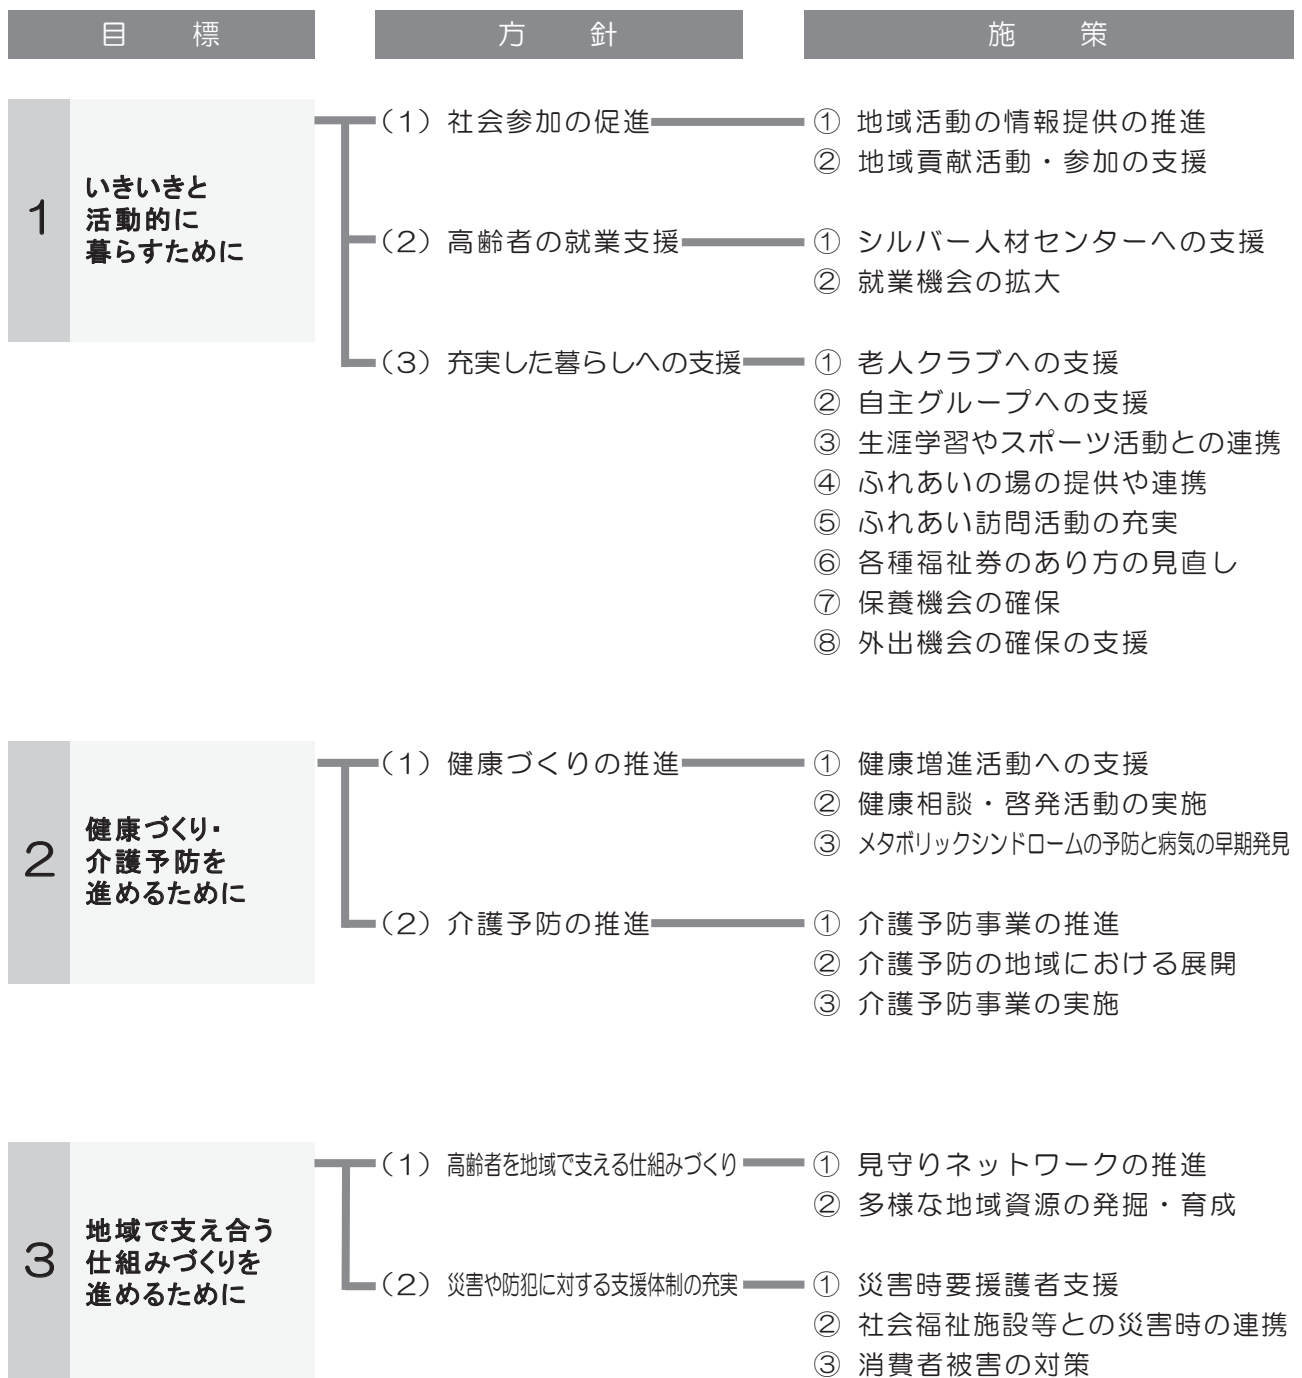 目標 方針 施策
1
いきいきと
活動的に
暮らすために
(1) 社会参加の促進
① 地域活動の情報提供の推進
② 地域貢献活動・参加の支援
(2) 高齢者の就業支援
① シルバー人材センターへの支援
② 就業機会の拡大
(3) 充実した暮らしへの支援
① 老人クラブへの支援
② 自主グループへの支援
③ 生涯学習やスポーツ活動との連携
④ ふれあいの場の提供や連携
⑤ ふれあい訪問活動の充実
⑥ 各種福祉券のあり方の見直し
⑦ 保養機会の確保
⑧ 外出機会の確保の支援
2
健康づくり・
介護予防を
進めるために
(1) 健康づくりの推進
① 健康増進活動への支援
② 健康相談・啓発活動の実施
③ メタボリックシンドロームの予防と病気の早期発見
(2) 介護予防の推進
① 介護予防事業の推進
② 介護予防の地域における展開
③ 介護予防事業の実施
3
地域で支え合う
仕組みづくりを
進めるために
(1) 高齢者を地域で支える仕組みづくり
① 見守りネットワークの推進
② 多様な地域資源の発掘・育成
(2) 災害や防犯に対する支援体制の充実
① 災害時要援護者支援
② 社会福祉施設等との災害時の連携
③ 消費者被害の対策